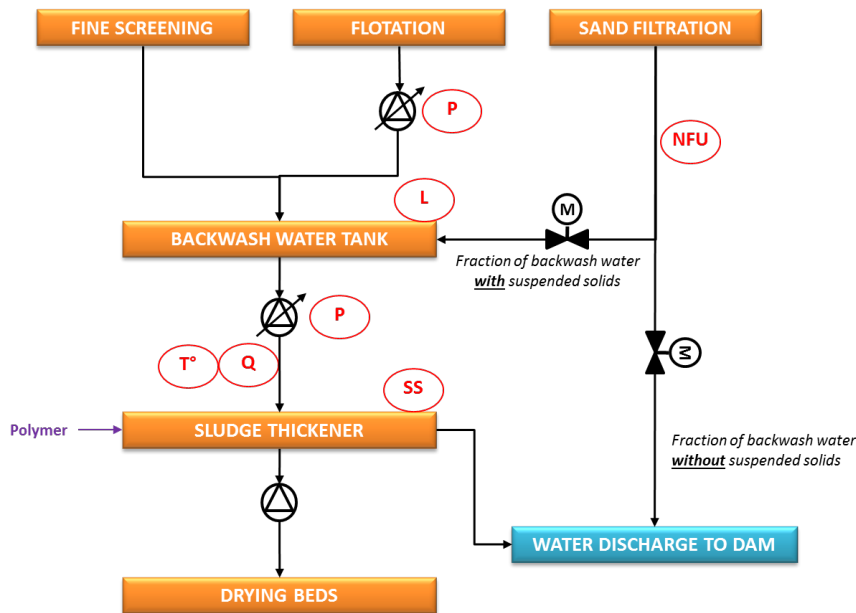 FINE SCREENING
FLOTATION
SAND FILTRATION
P
NFU
L
M
BACKWASH WATER TANK
Fraction of backwash water
with suspended solids
P
M
T°
Q
SS
Polymer
SLUDGE THICKENER
Fraction of backwash water
without suspended solids
WATER DISCHARGE TO DAM
DRYING BEDS